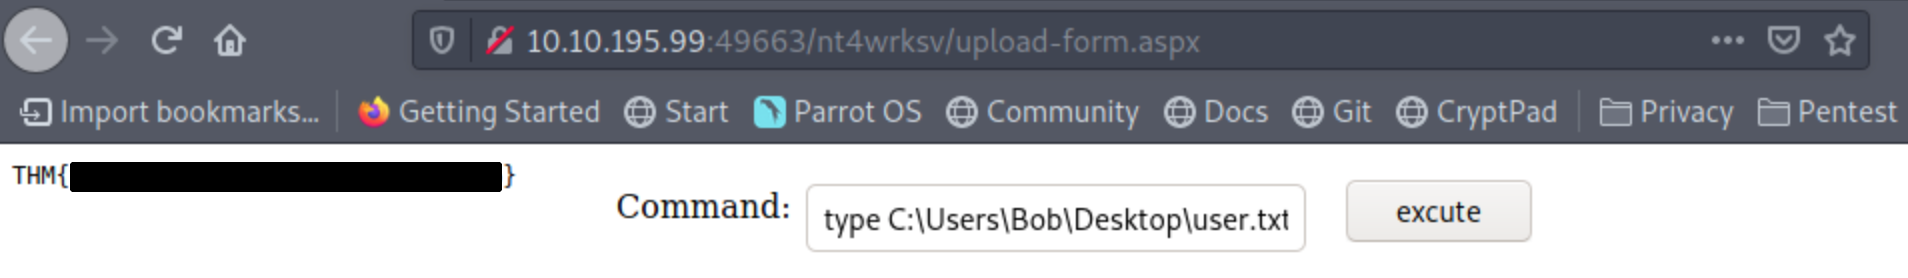 10.10.195.99:49663/nt4wrksv/upload-form.aspx
Import bookmarks... Getting Started Start Parrot OS Community Docs Git CryptPad Privacy Pentest
THM{ }
Command: type C:\Users\Bob\Desktop\user.txt excute